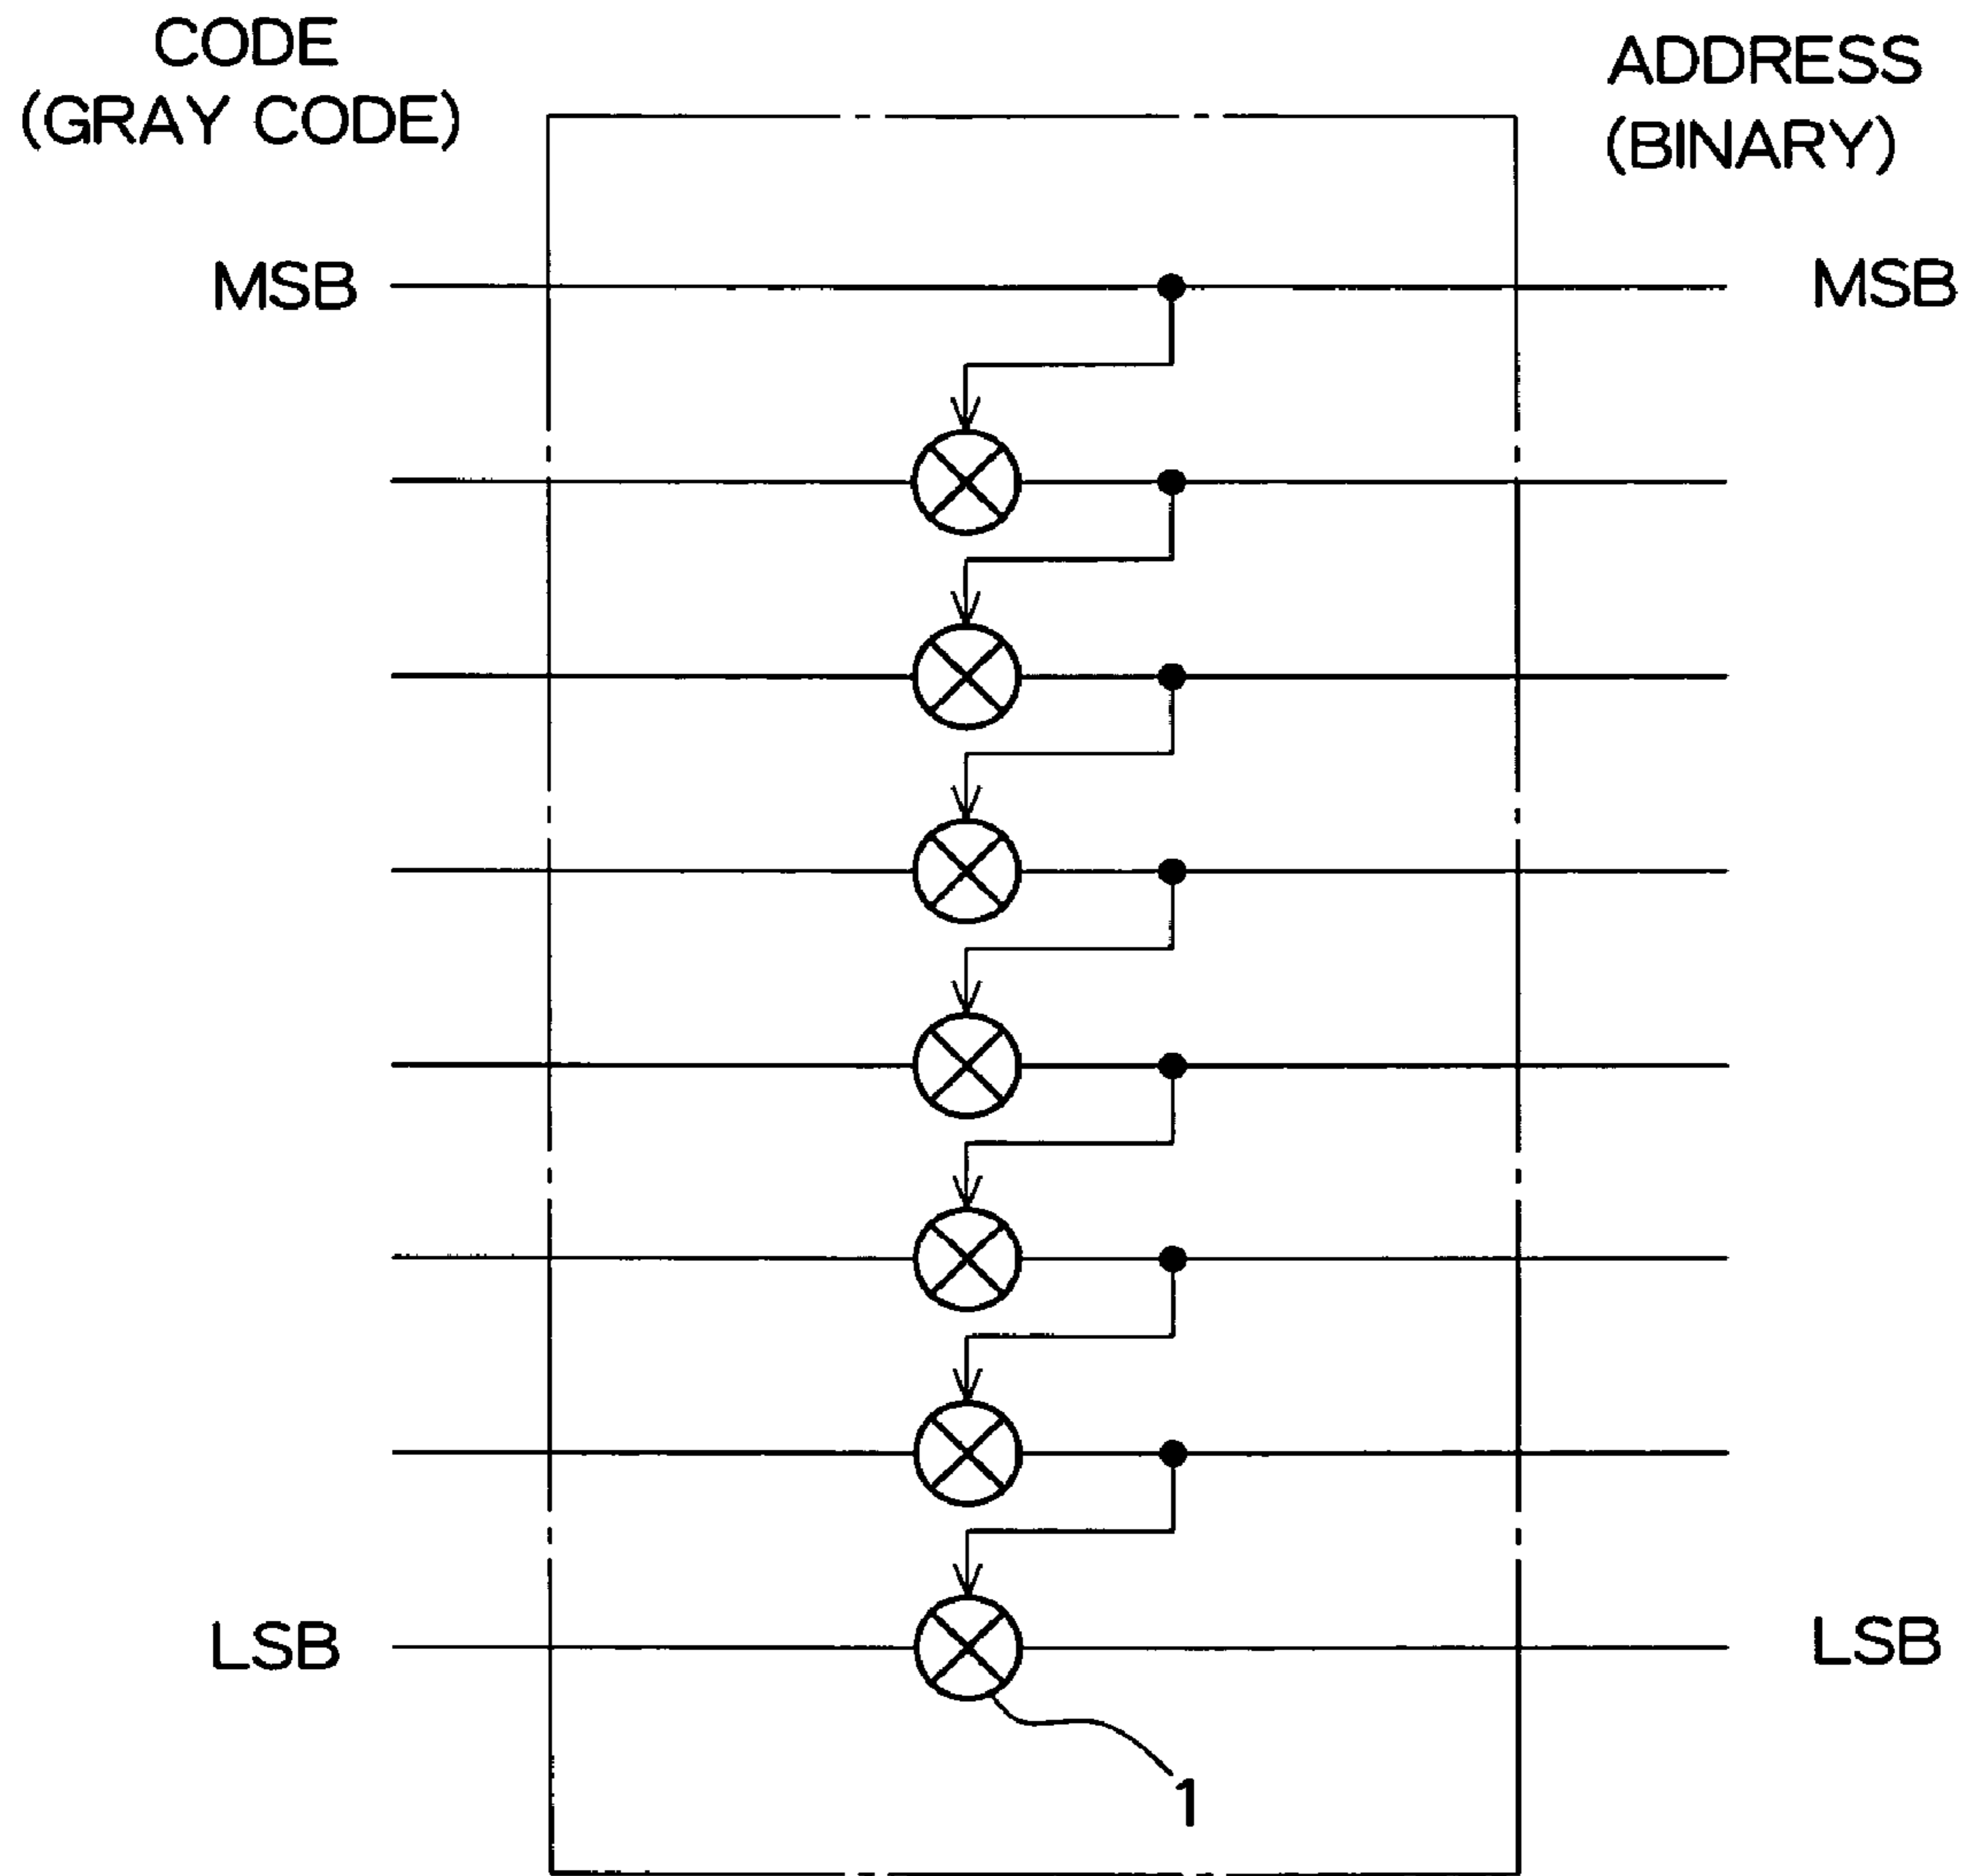 CODE
(GRAY CODE)
ADDRESS
(BINARY)
MSB
MSB
LSB
LSB
1